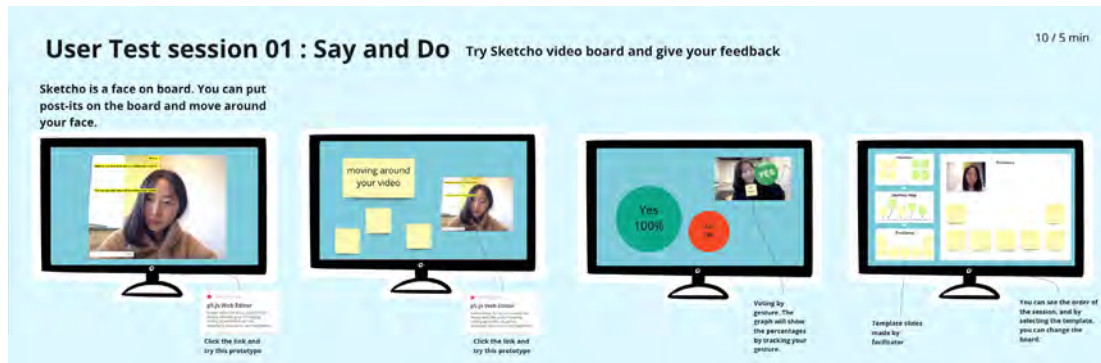 User Test session 01 : Say and Do
Try Sketcho video board and give your feedback
10 / 5 min
Sketcho is a face on board. You can put
post-its on the board and move around
your face.
moving around
your video
Yes
100%
YES
p5.js Web Editor
Click the link and
try this prototype
p5.js Web Editor
Click the link and
try this prototype
Voting by
gesture. The
graph will show
the percentages
by tracking your
gesture.
Template slides
made by
facilitator
You can see the order of
the session, and by
selecting the template,
you can change the
board.